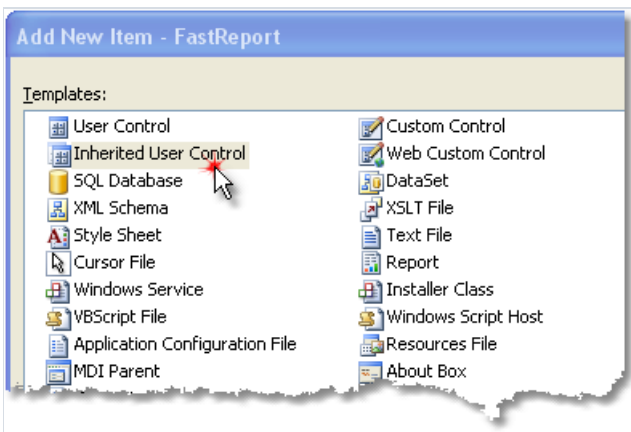 Add New Item - FastReport
Templates:
User Control
Custom Control
Inherited User Control
Web Custom Control
SQL Database
DataSet
XML Schema
XSLT File
Style Sheet
Text File
Cursor File
Report
Windows Service
Installer Class
VBScript File
Windows Script Host
Application Configuration File
Resources File
MDI Parent
About Box